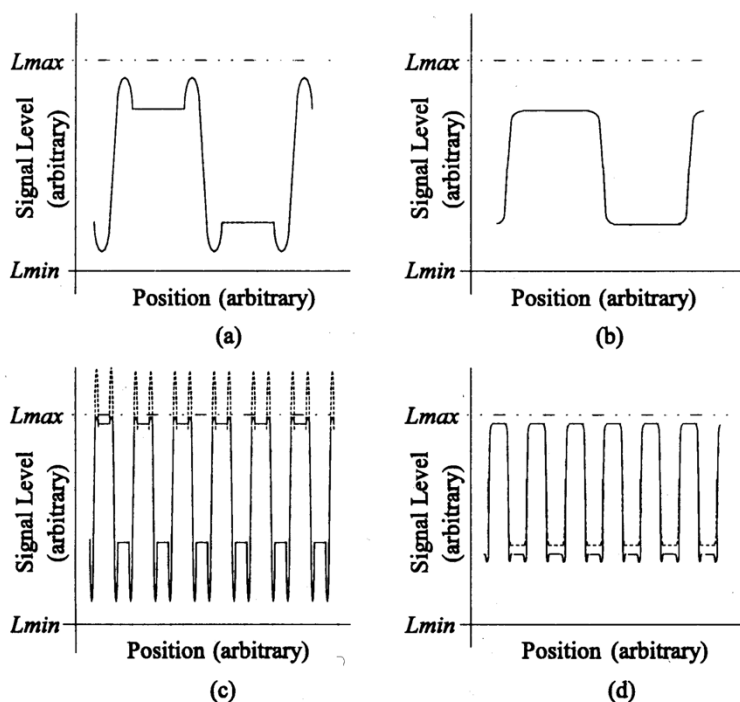 Lmax
Signal Level
(arbitrary)
Lmin
Position (arbitrary)
(a)
Lmax
Signal Level
(arbitrary)
Lmin
Position (arbitrary)
(b)
Lmax
Signal Level
(arbitrary)
Lmin
Position (arbitrary)
(c)
Lmax
Signal Level
(arbitrary)
Lmin
Position (arbitrary)
(d)